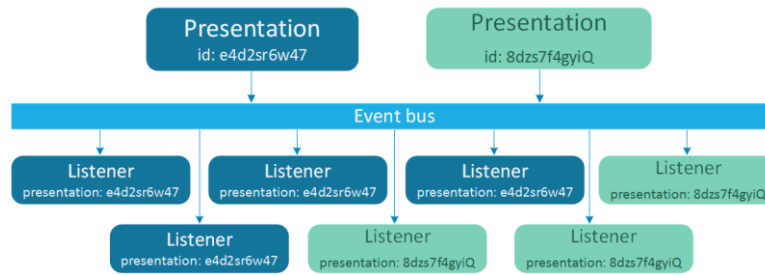 Presentation
id: e4d2sr6w47
Presentation
id: 8dzs7f4gyiQ
Event bus
Listener
presentation: e4d2sr6w47
Listener
presentation: e4d2sr6w47
Listener
presentation: e4d2sr6w47
Listener
presentation: 8dzs7f4gyiQ
Listener
presentation: e4d2sr6w47
Listener
presentation: 8dzs7f4gyiQ
Listener
presentation: 8dzs7f4gyiQ